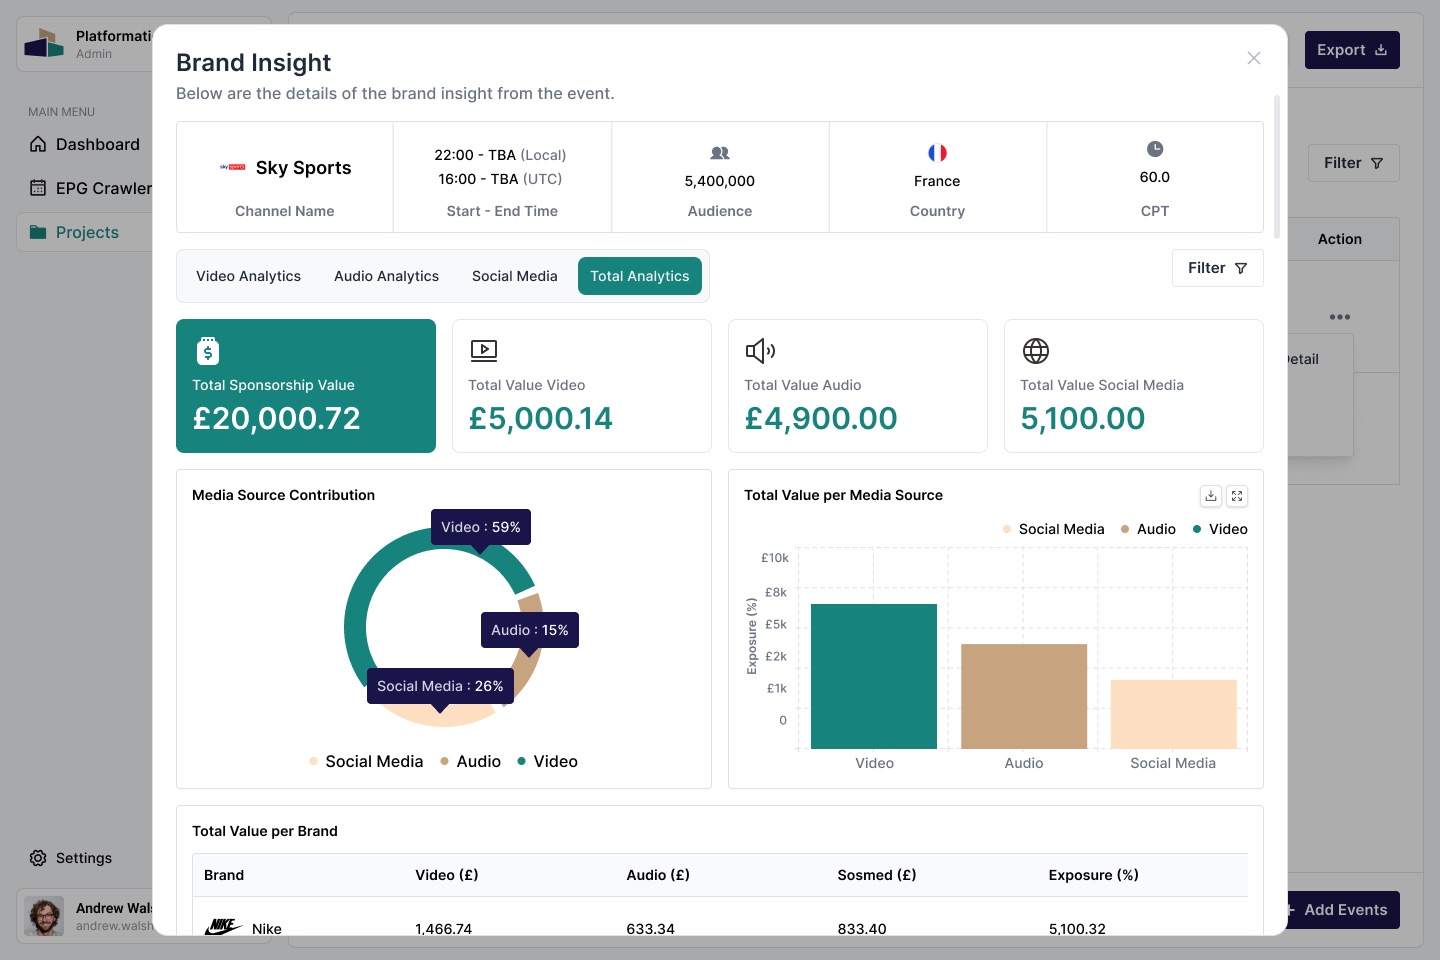 Platformati
Admin
Export
MAIN MENU
Dashboard
EPG Crawler
Projects
Filter
Action
Detail
Settings
Andrew Wals
andrew.walsh
+ Add Events
Brand Insight
Below are the details of the brand insight from the event.
sky sports Sky Sports
Channel Name
22:00 - TBA (Local)
16:00 - TBA (UTC)
Start - End Time
5,400,000
Audience
France
Country
60.0
CPT
Video Analytics
Audio Analytics
Social Media
Total Analytics
Filter
Total Sponsorship Value
£20,000.72
Total Value Video
£5,000.14
Total Value Audio
£4,900.00
Total Value Social Media
5,100.00
Media Source Contribution
Video : 59%
Audio : 15%
Social Media : 26%
Social Media Audio Video
Total Value per Media Source
Social Media Audio Video
Exposure (%)
£10k
£8k
£5k
£2k
£1k
0
Video Audio Social Media
Total Value per Brand
Brand Video (£) Audio (£) Sosmed (£) Exposure (%)
NIKE Nike 1,466.74 633.34 833.40 5,100.32